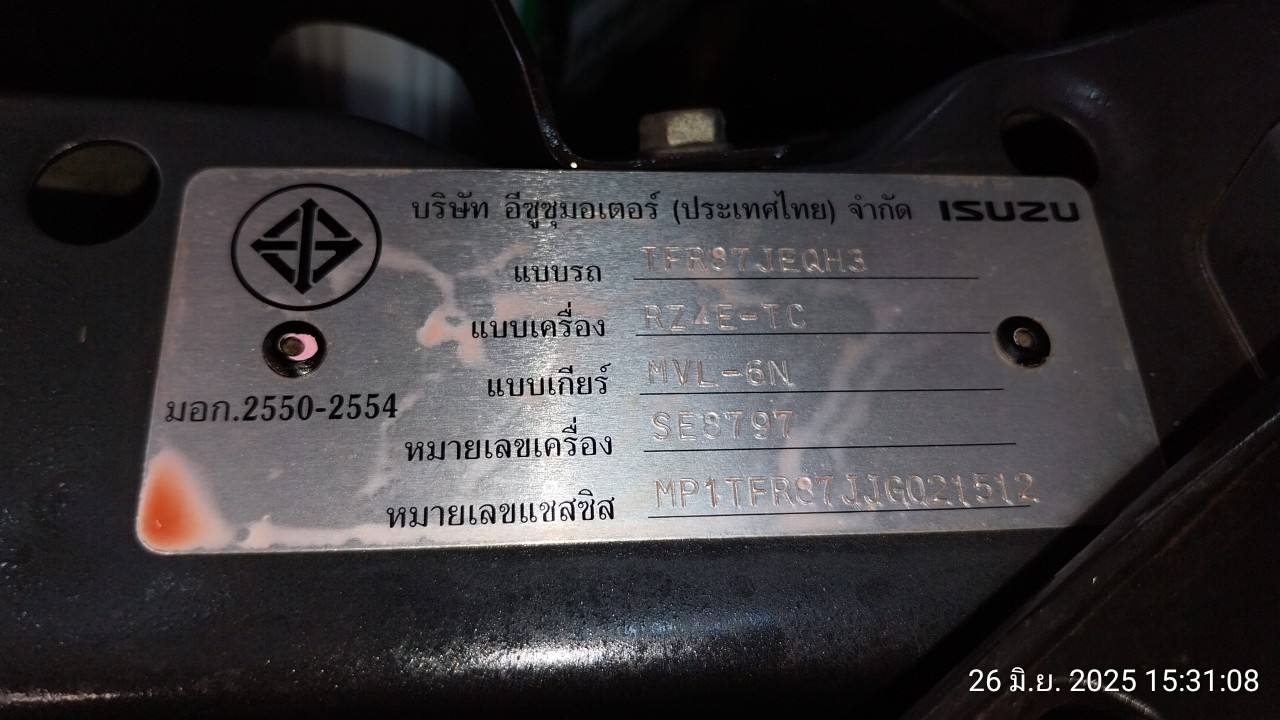 บริษัท อีซูซุมอเตอร์ (ประเทศไทย) จำกัด ISUZU
แบบรถ TFR87JEQH3
แบบเครื่อง RZ4E-TC
แบบเกียร์ MVL-6N
มอก.2550-2554
หมายเลขเครื่อง SE8797
หมายเลขแชสซิส MP1TFR87JJG021512
26 มิ.ย. 2025 15:31:08